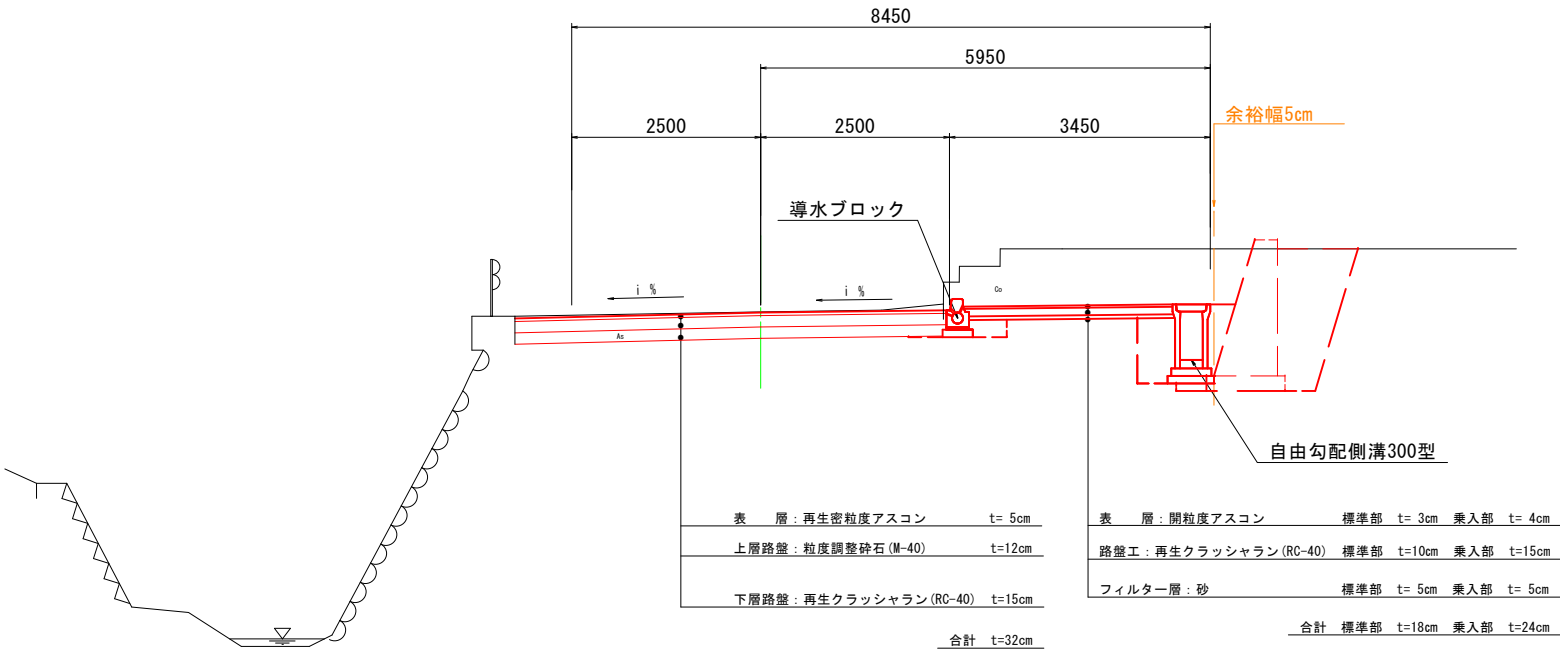 8450
5950
余裕幅5cm
2500
2500
3450
導水ブロック
i %
i %
Co
As
自由勾配側溝300型
表　層：再生密粒度アスコン t= 5cm
上層路盤：粒度調整砕石(M-40) t=12cm
下層路盤：再生クラッシャラン(RC-40) t=15cm
合計 t=32cm
表　層：開粒度アスコン 標準部 t= 3cm 乗入部 t= 4cm
路盤工：再生クラッシャラン(RC-40) 標準部 t=10cm 乗入部 t=15cm
フィルター層：砂 標準部 t= 5cm 乗入部 t= 5cm
合計 標準部 t=18cm 乗入部 t=24cm